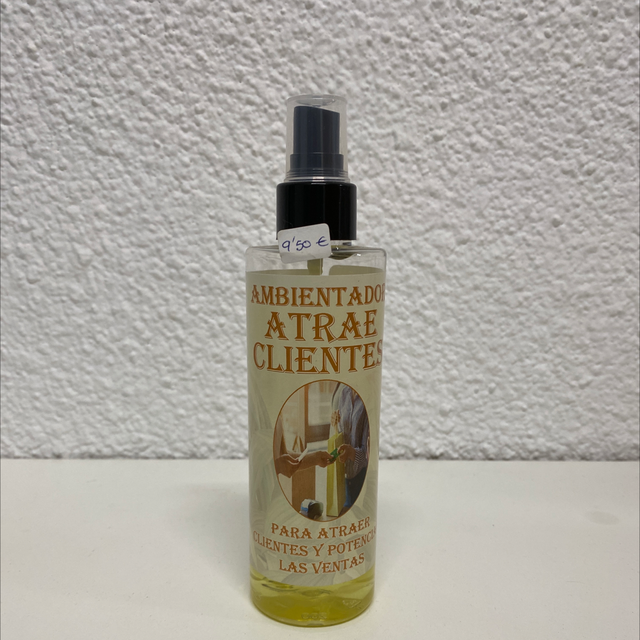 9'50 €
AMBIENTADOR
ATRAE
CLIENTES
PARA ATRAER
CLIENTES Y POTENCIA
LAS VENTAS